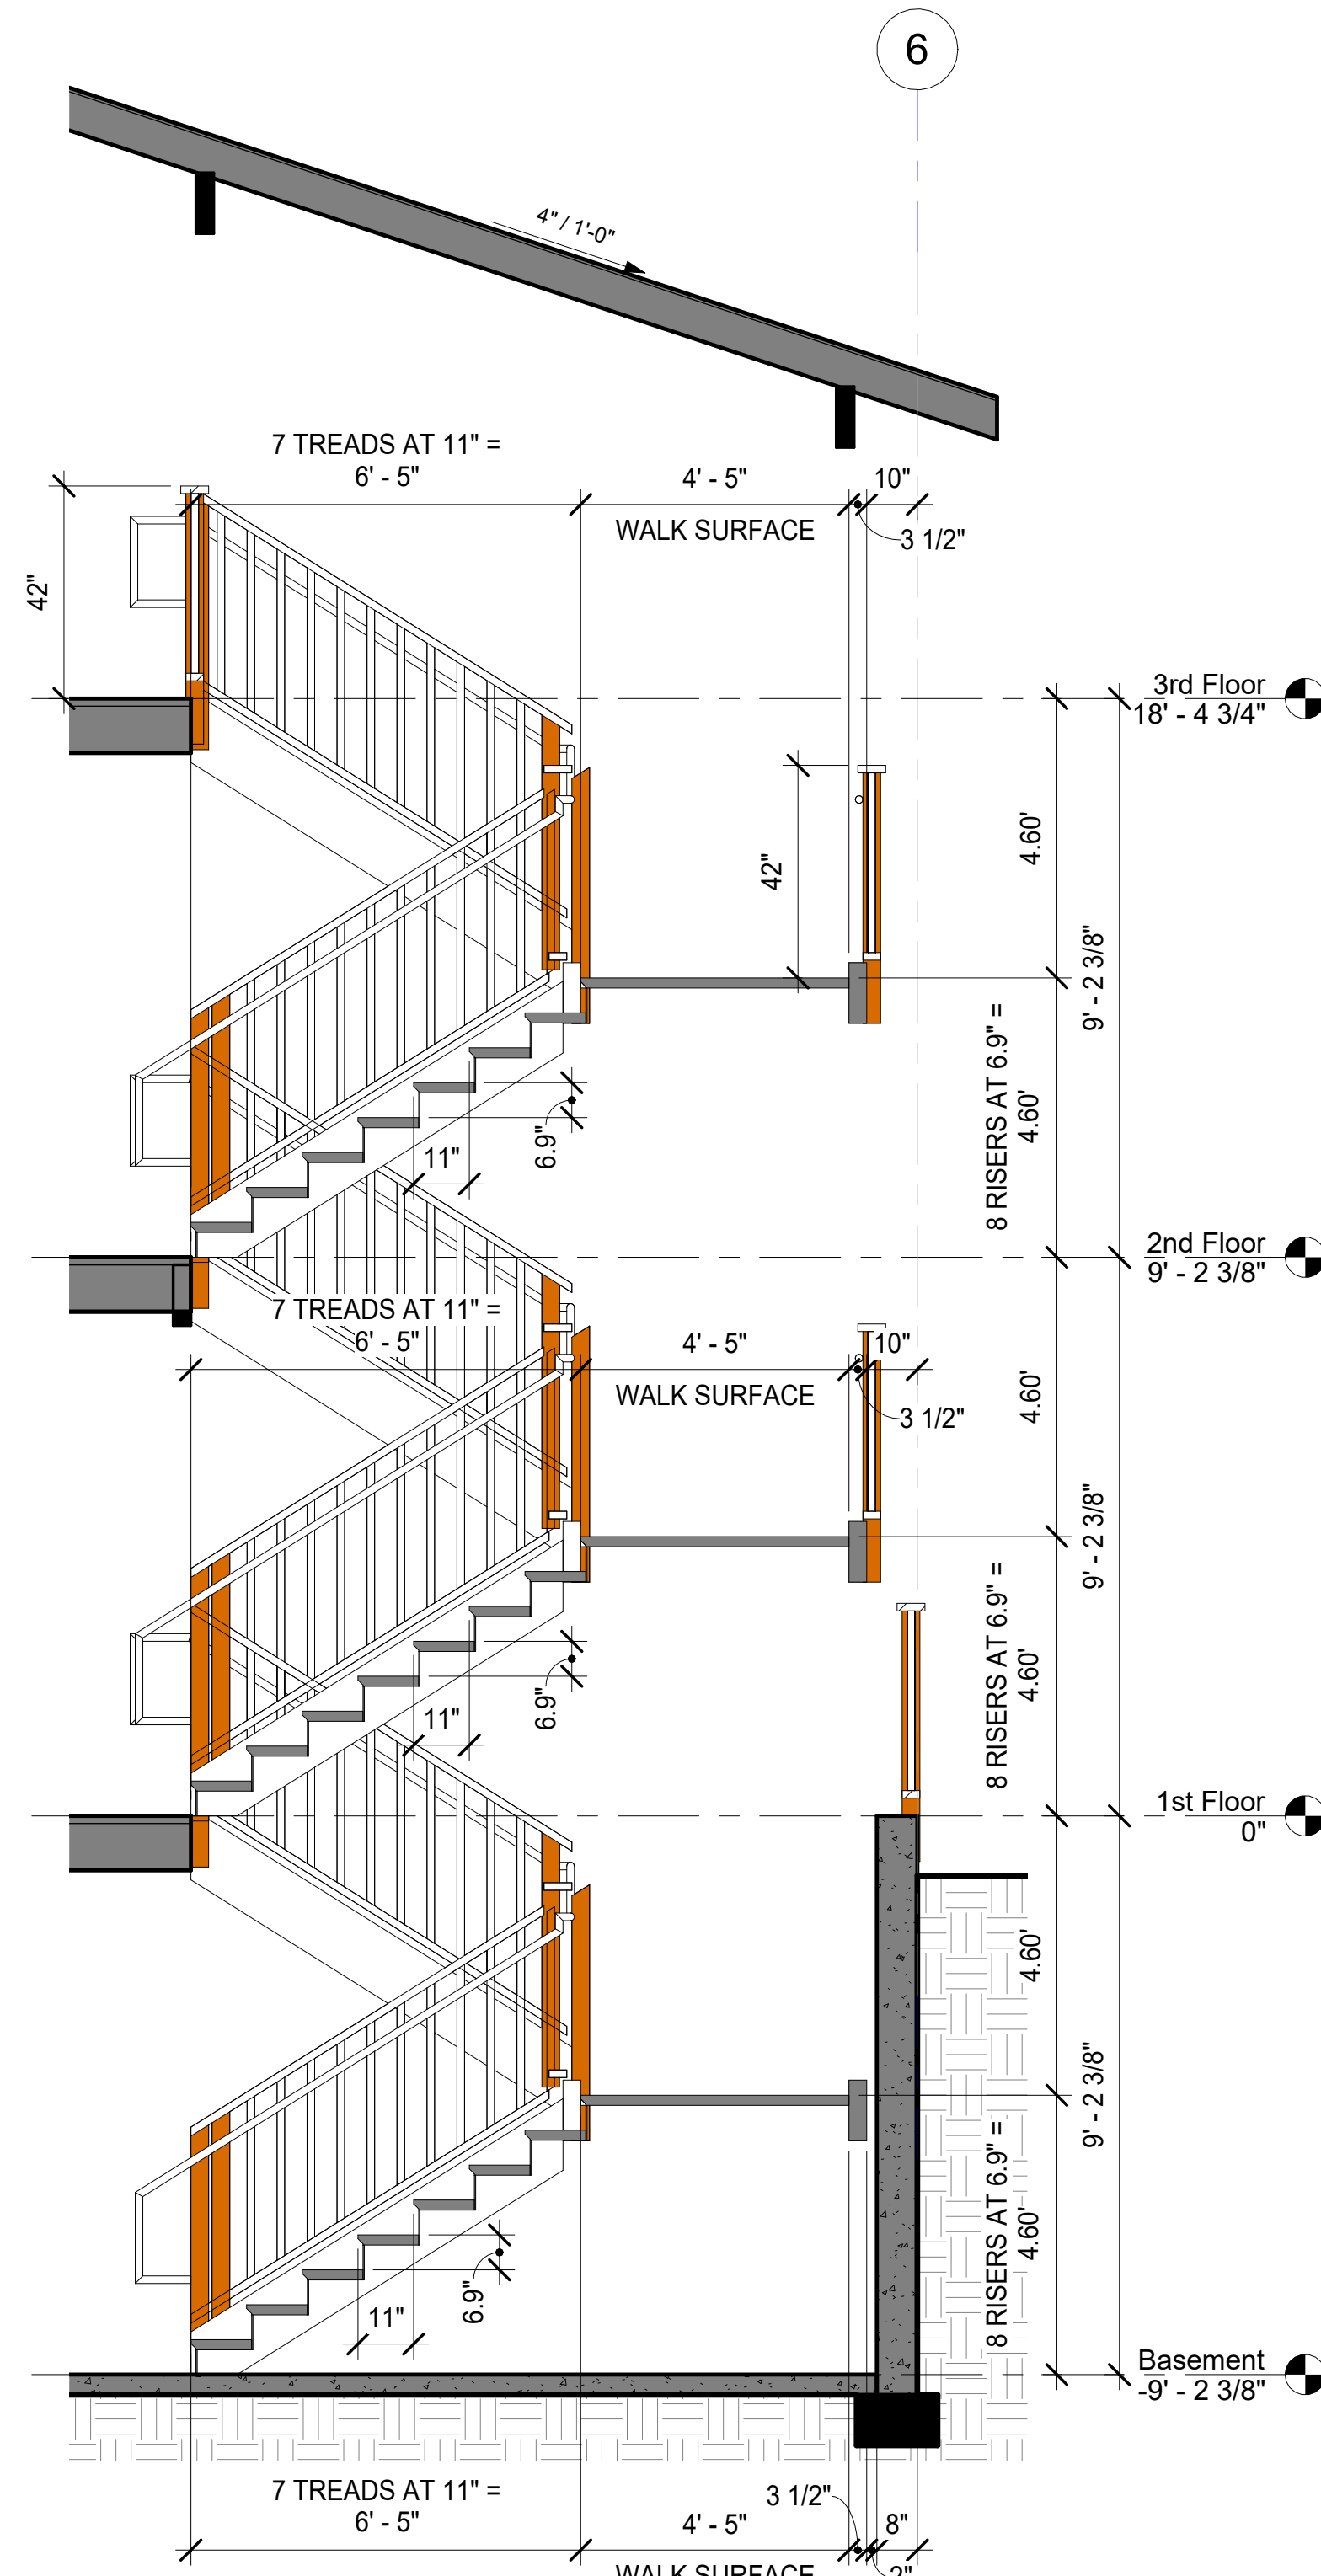 6
4" / 1'-0"
7 TREADS AT 11" =
6' - 5"
4' - 5"
10"
WALK SURFACE
3 1/2"
42"
3rd Floor
18' - 4 3/4"
42"
4.60'
9' - 2 3/8"
8 RISERS AT 6.9" =
4.60'
6.9"
11"
2nd Floor
9' - 2 3/8"
7 TREADS AT 11" =
6' - 5"
4' - 5"
10"
WALK SURFACE
3 1/2"
4.60'
9' - 2 3/8"
8 RISERS AT 6.9" =
4.60'
6.9"
11"
1st Floor
0"
4.60'
9' - 2 3/8"
8 RISERS AT 6.9" =
4.60'
6.9"
11"
Basement
-9' - 2 3/8"
7 TREADS AT 11" =
6' - 5"
4' - 5"
3 1/2"
8"
WALK SURFACE
2"